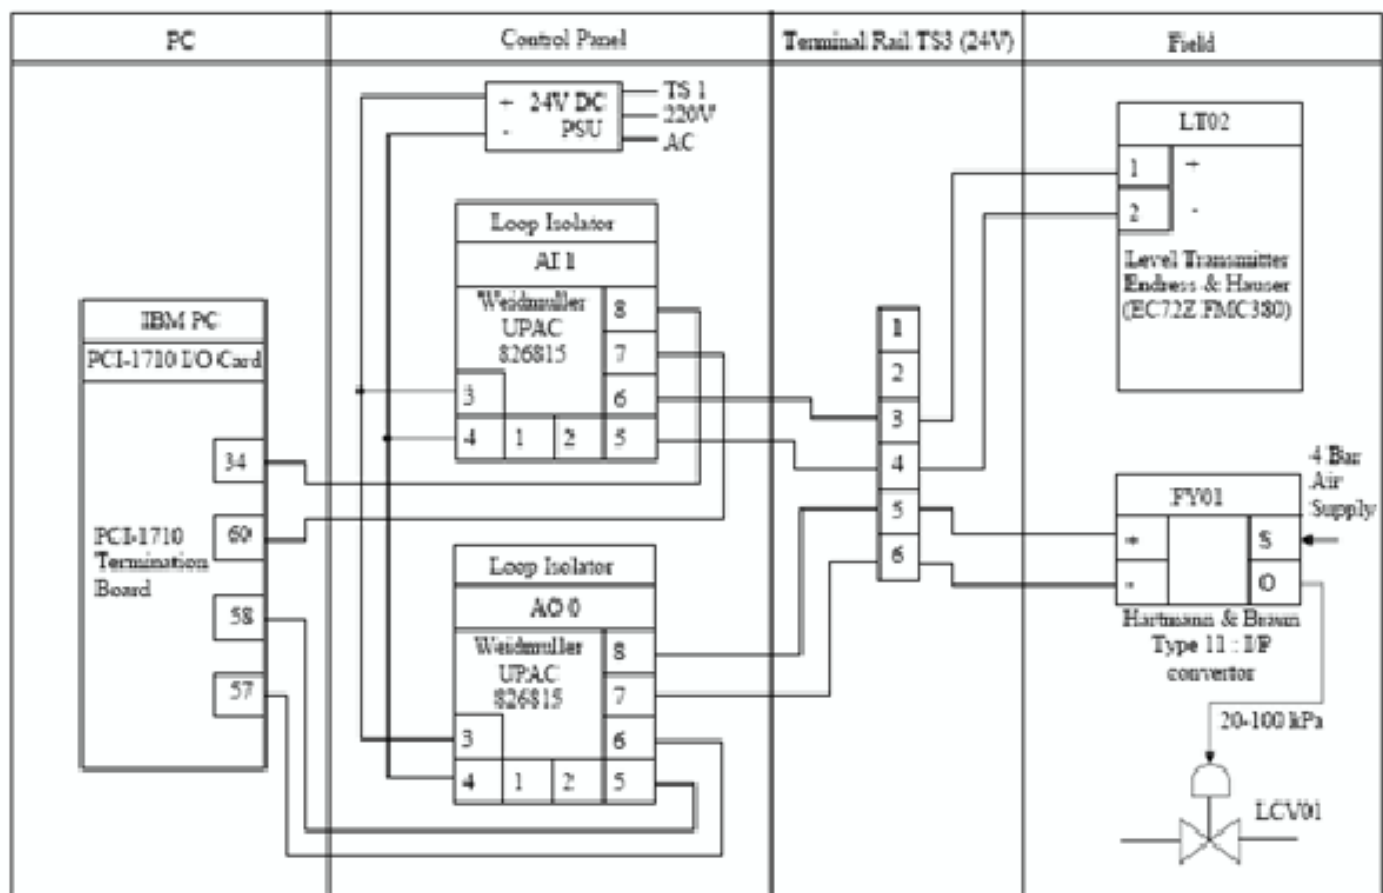 PC
Control Panel
Terminal Rail TS3 (24V)
Field
+ 24V DC
- PSU
TS 1
220V
AC
LT02
1 +
2 -
Level Transmitter
Endress & Hauser
(EC72Z FMC380)
Loop Isolator
AI 1
Weidmuller
UPAC
826815
8
7
3
6
4
1
2
5
IBM PC
PCI-1710 I/O Card
34
60
PCI-1710
Termination
Board
58
57
1
2
3
4
5
6
4 Bar
Air
Supply
FY01
+
S
-
O
Hartmann & Braun
Type 11 : I/P
convertor
20-100 kPa
LCV01
Loop Isolator
AO 0
Weidmuller
UPAC
826815
8
7
3
6
4
1
2
5